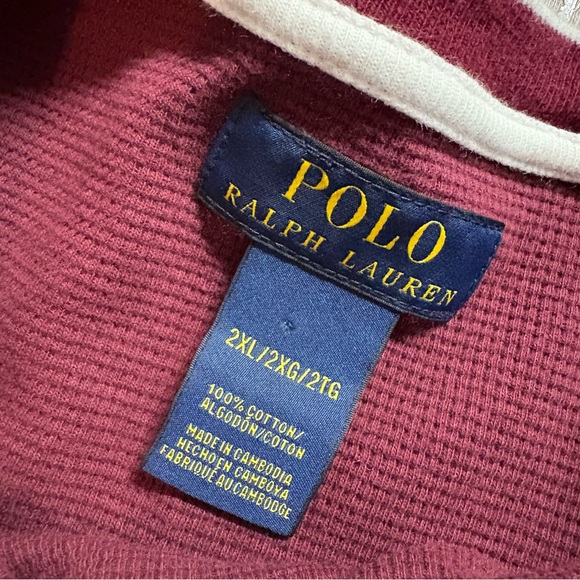 POLO
RALPH LAUREN
2XL/2XG/2TG
100% COTTON/
ALGODÓN/COTON
MADE IN CAMBODIA
HECHO EN CAMBOYA
FABRIQUÉ AU CAMBODGE